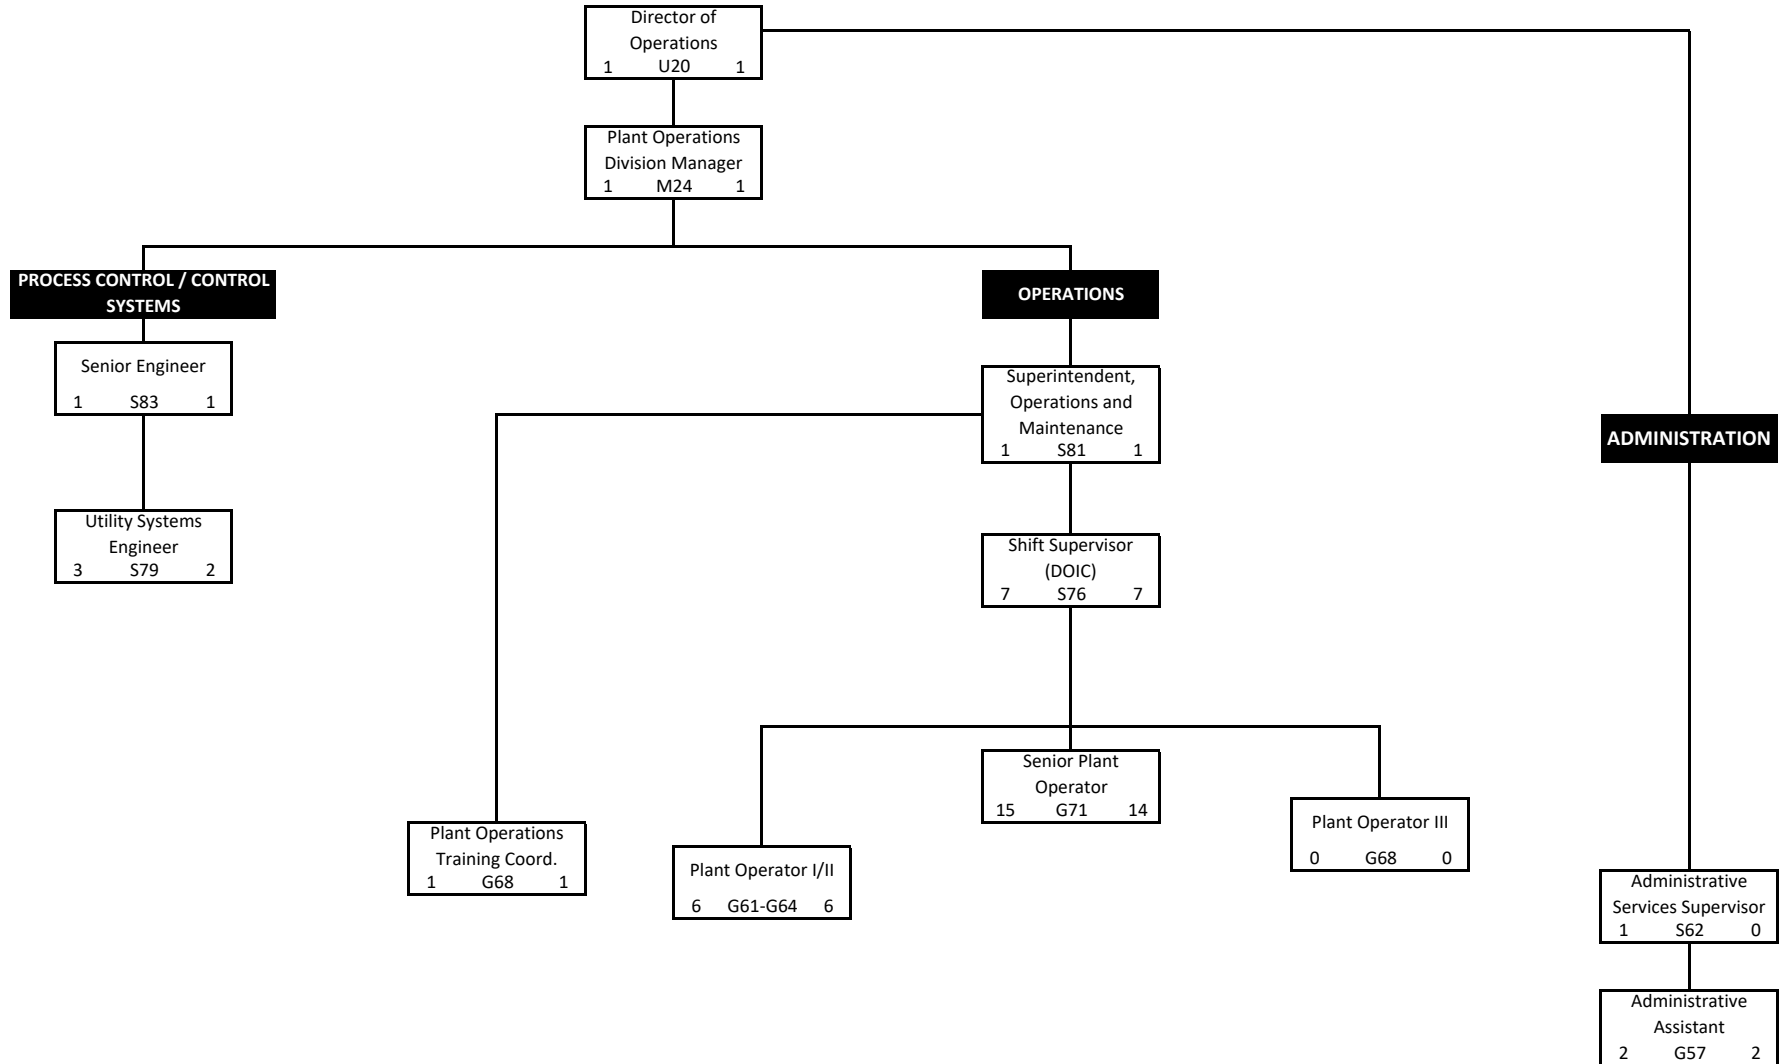 Director of
Operations
1 U20 1
Plant Operations
Division Manager
1 M24 1
PROCESS CONTROL / CONTROL
SYSTEMS
OPERATIONS
Senior Engineer
1 S83 1
Superintendent,
Operations and
Maintenance
1 S81 1
ADMINISTRATION
Utility Systems
Engineer
3 S79 2
Shift Supervisor
(DOIC)
7 S76 7
Senior Plant
Operator
15 G71 14
Plant Operator III
0 G68 0
Plant Operations
Training Coord.
1 G68 1
Plant Operator I/II
6 G61-G64 6
Administrative
Services Supervisor
1 S62 0
Administrative
Assistant
2 G57 2